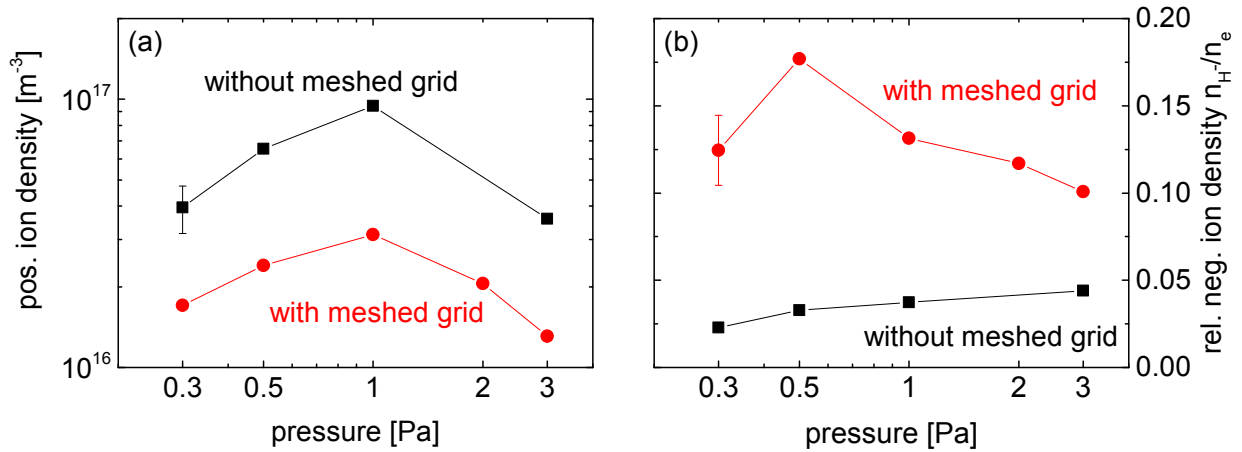 (a)
without meshed grid
with meshed grid
pos. ion density [m⁻³]
10¹⁷
10¹⁶
0.3 0.5 1 2 3
pressure [Pa]
(b)
with meshed grid
without meshed grid
0.20
0.15
0.10
0.05
0.00
rel. neg. ion density n_H⁻/n_e
0.3 0.5 1 2 3
pressure [Pa]